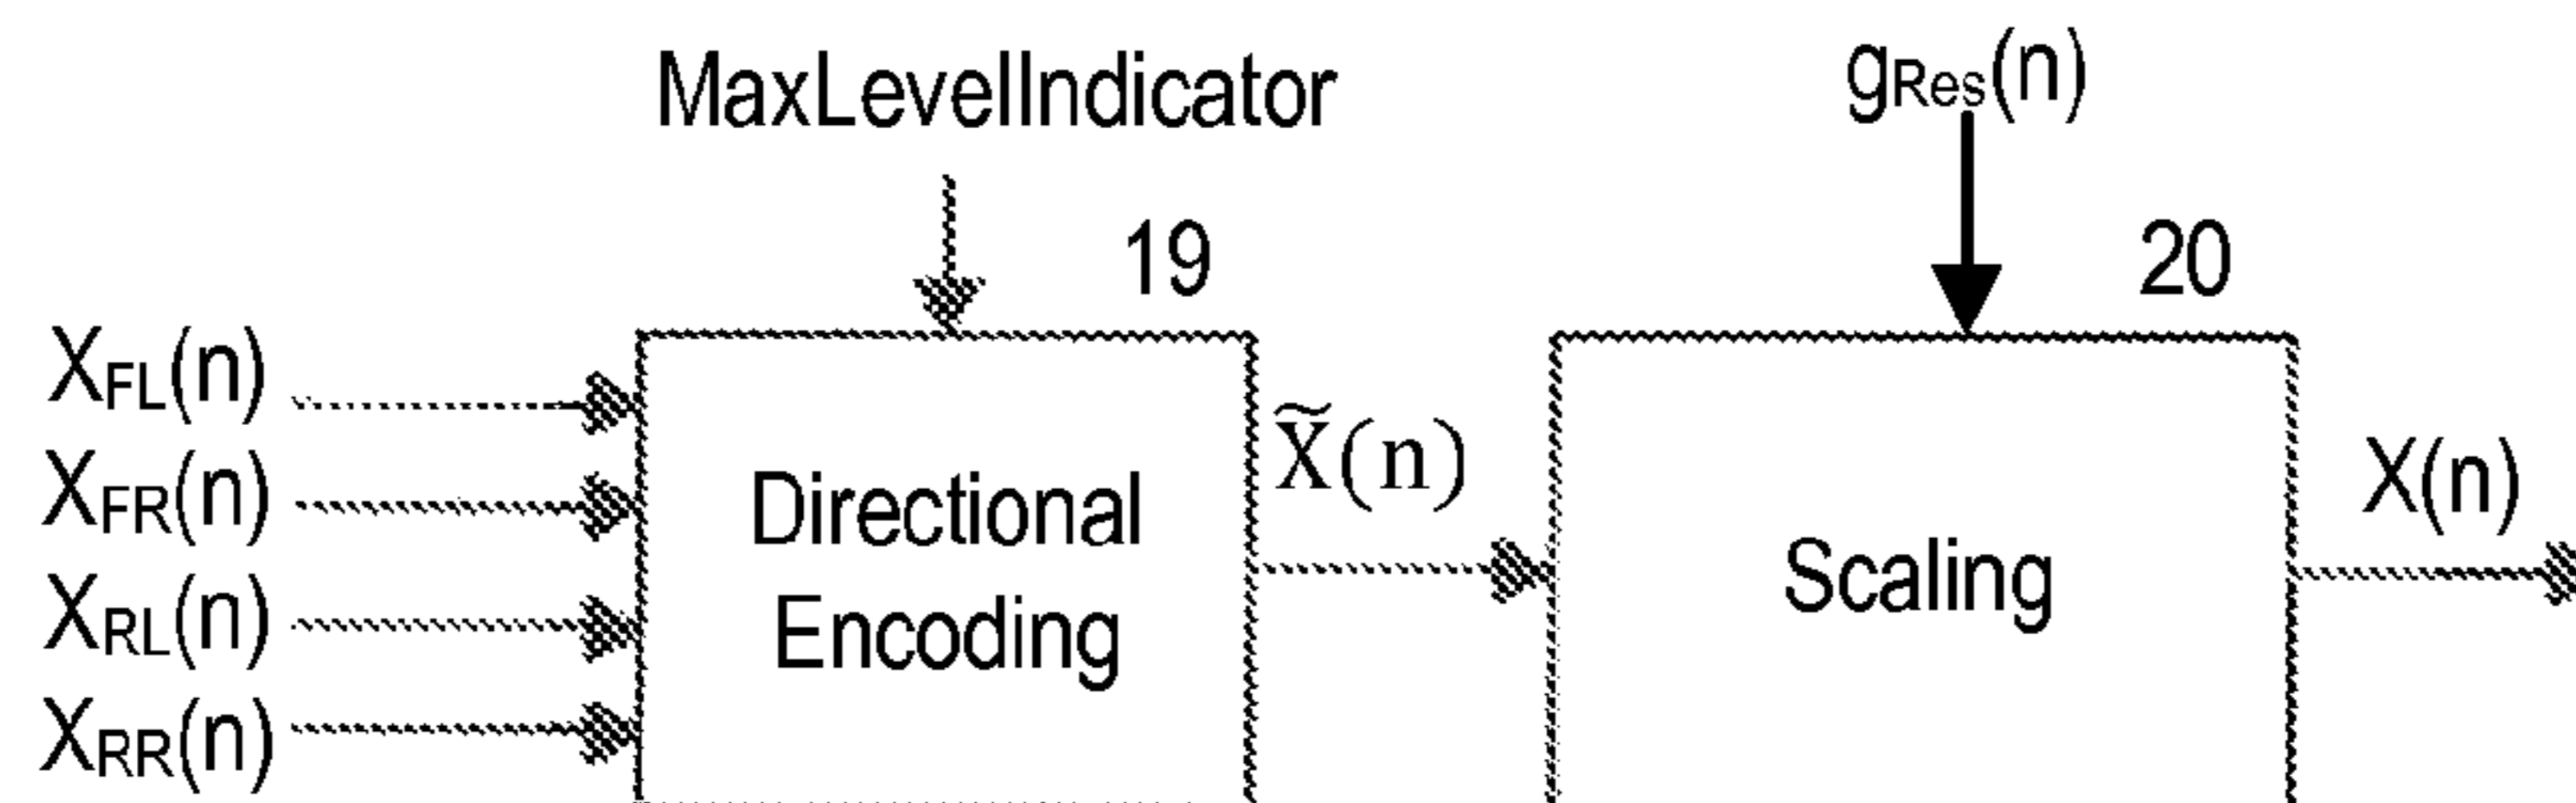 MaxLevelIndicator
gRes(n)
19
20
XFL(n)
XFR(n)
XRL(n)
XRR(n)
Directional
Encoding
X̃(n)
Scaling
X(n)